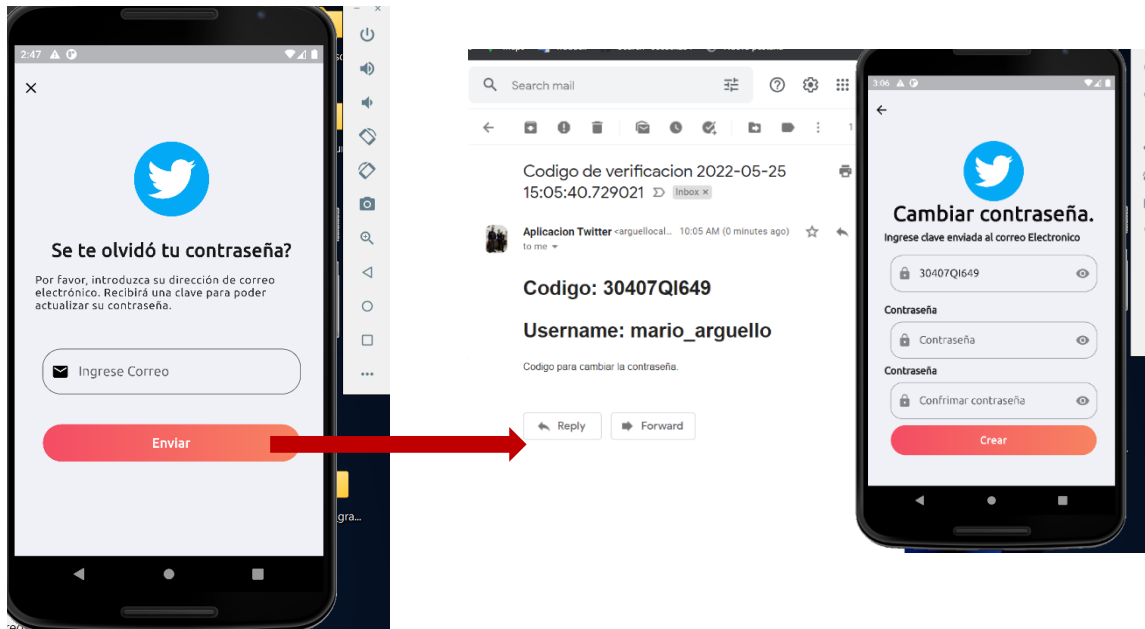 2:47
Se te olvidó tu contraseña?
Por favor, introduzca su dirección de correo
electrónico. Recibirá una clave para poder
actualizar su contraseña.
Ingrese Correo
Enviar
gra...
Search mail
Codigo de verificacion 2022-05-25
15:05:40.729021 Inbox ×
Aplicacion Twitter <arguellocal... 10:05 AM (0 minutes ago)
to me
Codigo: 30407QI649
Username: mario_arguello
Codigo para cambiar la contraseña.
Reply Forward
3:06
Cambiar contraseña.
Ingrese clave enviada al correo Electronico
30407QI649
Contraseña
Contraseña
Contraseña
Confrimar contraseña
Crear